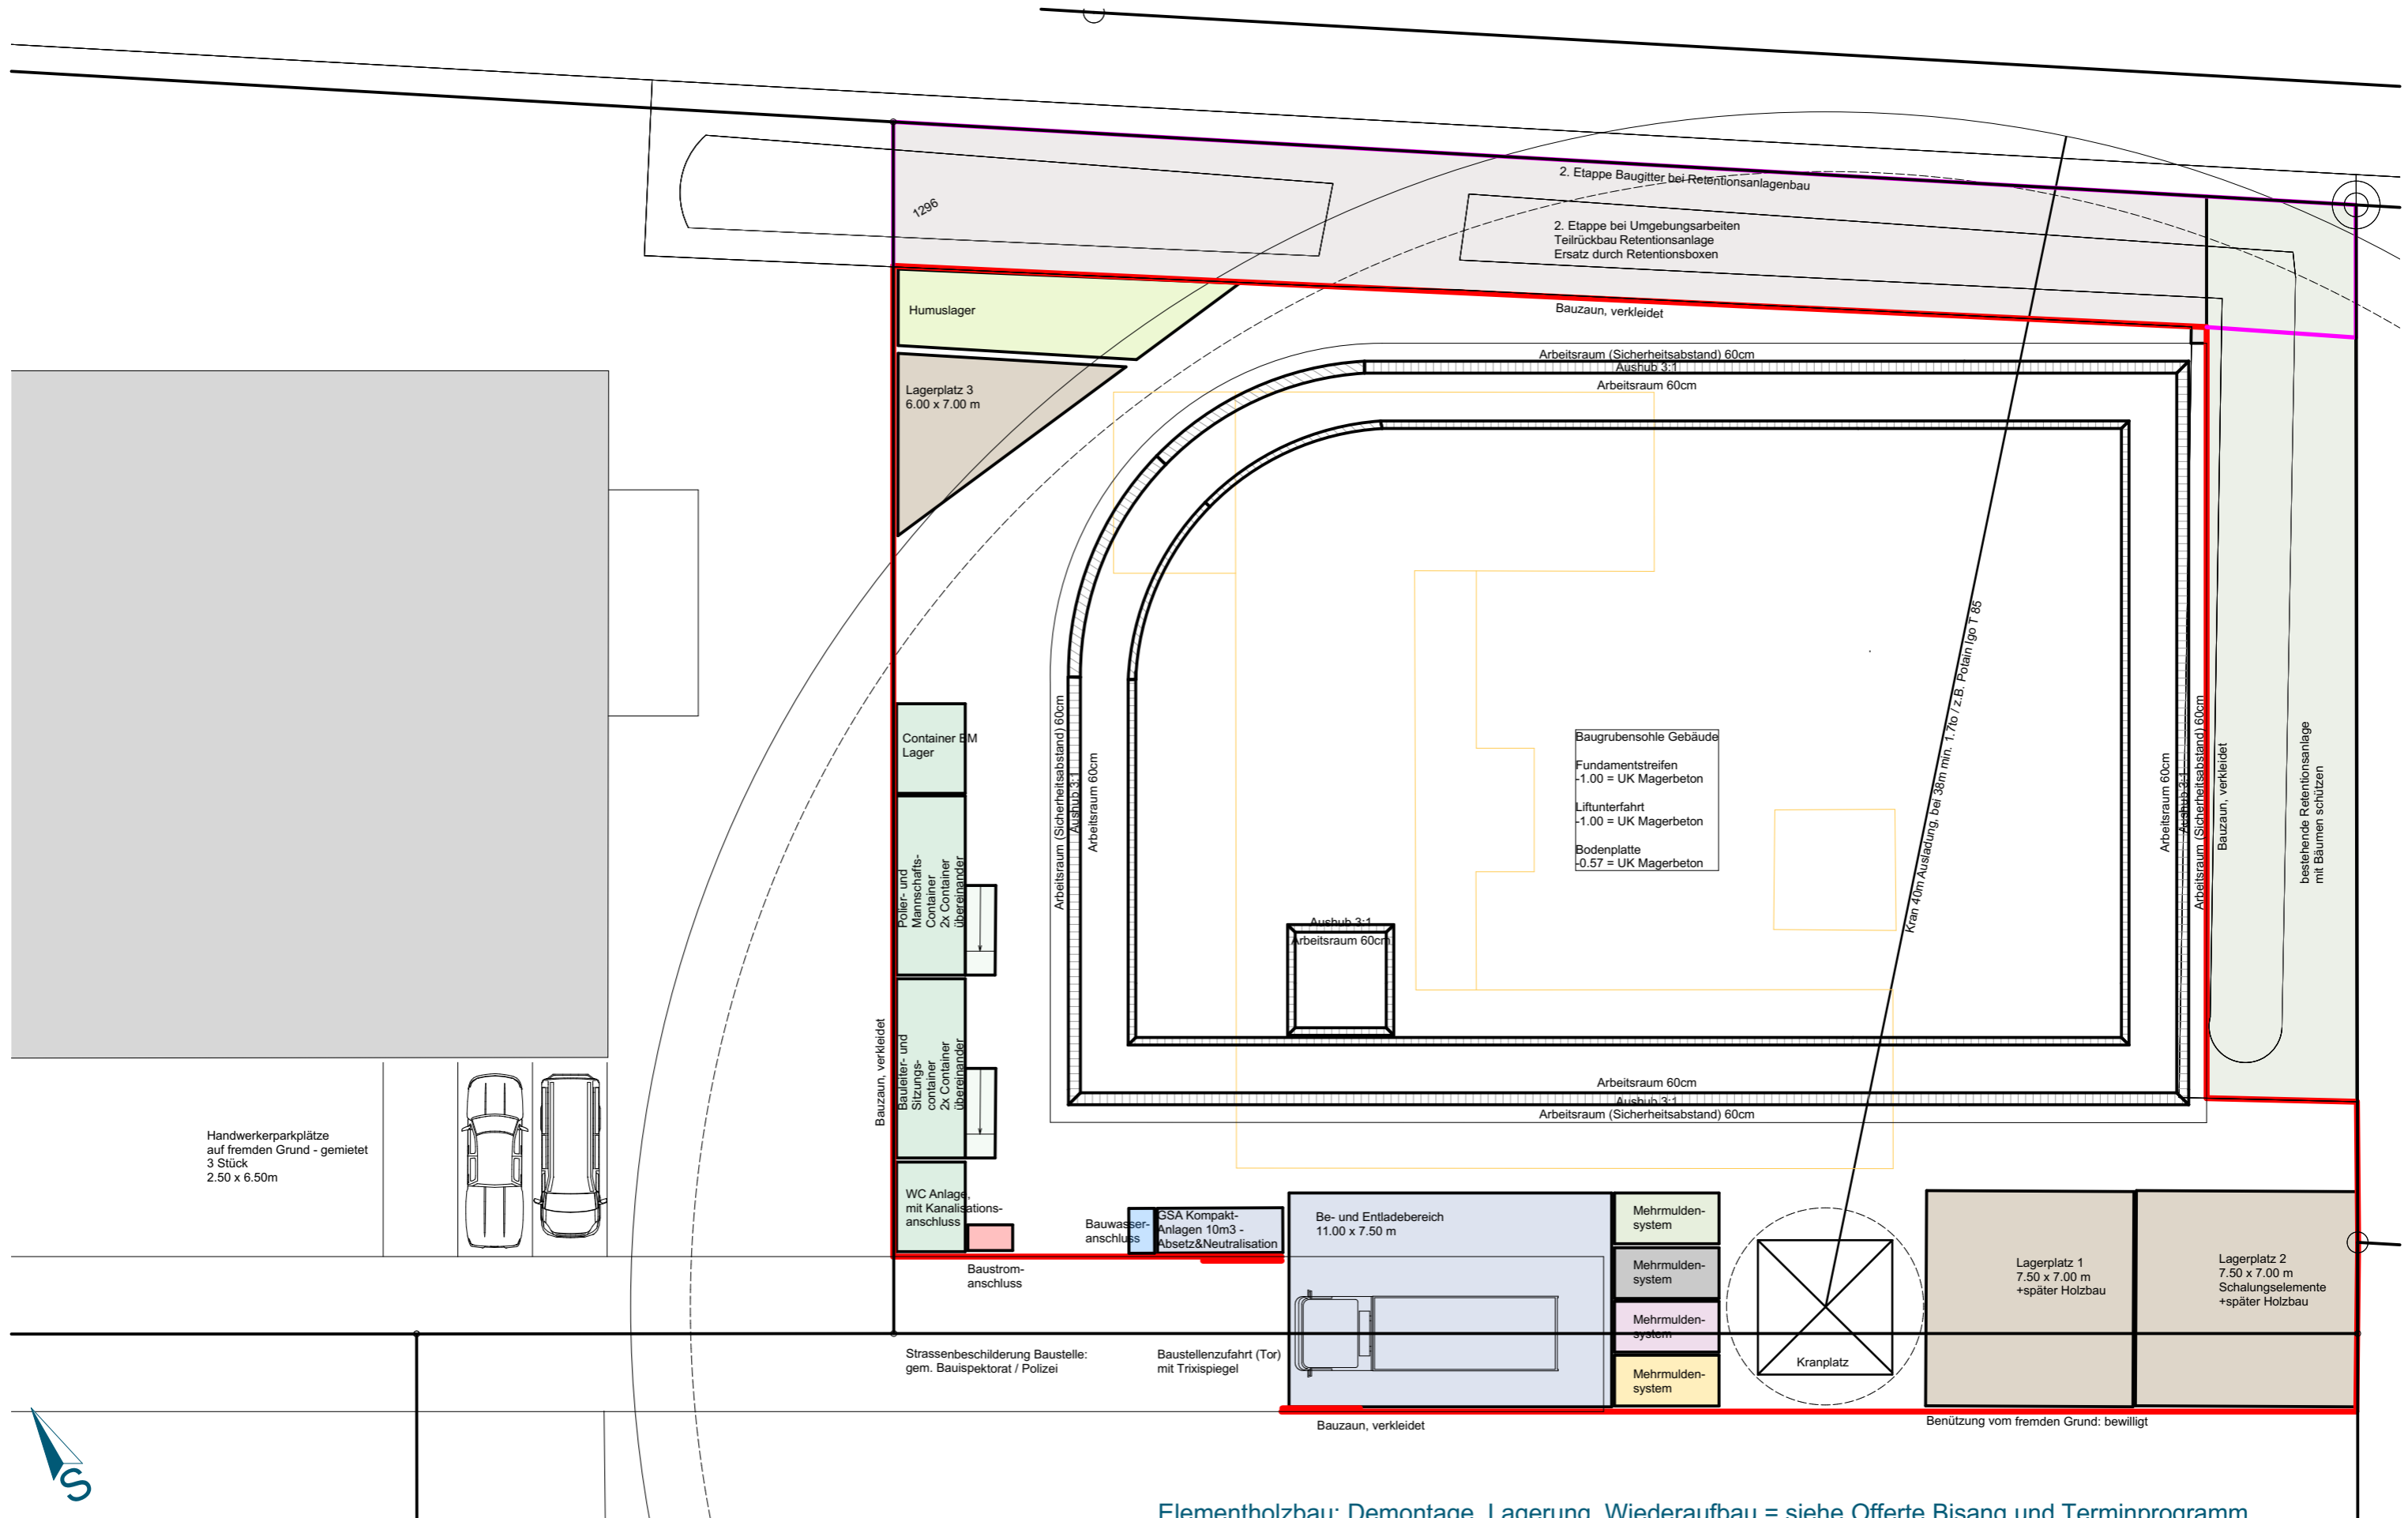 2. Etappe Baugitter bei Retentionsanlagenbau
1296
2. Etappe bei Umgebungsarbeiten
Teilrückbau Retentionsanlage
Ersatz durch Retentionsboxen
Humuslager
Bauzaun, verkleidet
Arbeitsraum (Sicherheitsabstand) 60cm
Aushub 3:1
Arbeitsraum 60cm
Lagerplatz 3
6.00 x 7.00 m
Kran 40m Ausladung, bei 38m min. 1.7to / z.B. Potain Igo T 85
Container BM
Lager
Arbeitsraum (Sicherheitsabstand) 60cm
Aushub 3:1
Arbeitsraum 60cm
Baugrubensohle Gebäude
Fundamentstreifen
-1.00 = UK Magerbeton
Liftunterfahrt
-1.00 = UK Magerbeton
Bodenplatte
-0.57 = UK Magerbeton
Arbeitsraum 60cm
Aushub 3:1
Arbeitsraum (Sicherheitsabstand) 60cm
Bauzaun, verkleidet
bestehende Retentionsanlage
mit Bäumen schützen
Polier- und
Mannschafts-
Container
2x Container
übereinander
Aushub 3:1
Arbeitsraum 60cm
Bauzaun, verkleidet
Bauleiter- und
Sitzungs-
container
2x Container
übereinander
Arbeitsraum 60cm
Aushub 3:1
Arbeitsraum (Sicherheitsabstand) 60cm
Handwerkerparkplätze
auf fremden Grund - gemietet
3 Stück
2.50 x 6.50m
WC Anlage,
mit Kanalisations-
anschluss
Bauwasser-
anschluss
GSA Kompakt-
Anlagen 10m3 -
Absetz&Neutralisation
Be- und Entladebereich
11.00 x 7.50 m
Mehrmulden-
system
Mehrmulden-
system
Mehrmulden-
system
Mehrmulden-
system
Kranplatz
Lagerplatz 1
7.50 x 7.00 m
+später Holzbau
Lagerplatz 2
7.50 x 7.00 m
Schalungselemente
+später Holzbau
Baustrom-
anschluss
Strassenbeschilderung Baustelle:
gem. Bauispektorat / Polizei
Baustellenzufahrt (Tor)
mit Trixispiegel
Bauzaun, verkleidet
Benützung vom fremden Grund: bewilligt
S
Elementholzbau: Demontage, Lagerung, Wiederaufbau = siehe Offerte Bisang und Terminprogramm